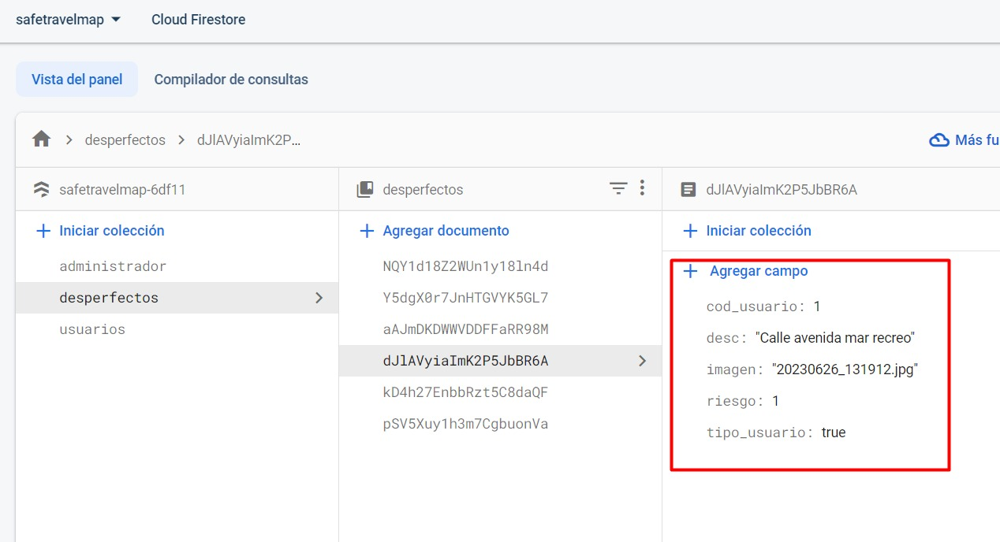 safetravelmap Cloud Firestore
Vista del panel Compilador de consultas
desperfectos dJlAVyiaImK2P... Más fu
safetravelmap-6df11 desperfectos dJlAVyiaImK2P5JbBR6A
Iniciar colección Agregar documento Iniciar colección
administrador NQY1d18Z2WUn1y18ln4d Agregar campo
desperfectos Y5dgX0r7JnHTGVYK5GL7 cod_usuario: 1
usuarios aAJmDKDWWVDDFFaRR98M desc: "Calle avenida mar recreo"
dJlAVyiaImK2P5JbBR6A imagen: "20230626_131912.jpg"
kD4h27EnbbRzt5C8daQF riesgo: 1
pSV5Xuy1h3m7CgbuonVa tipo_usuario: true